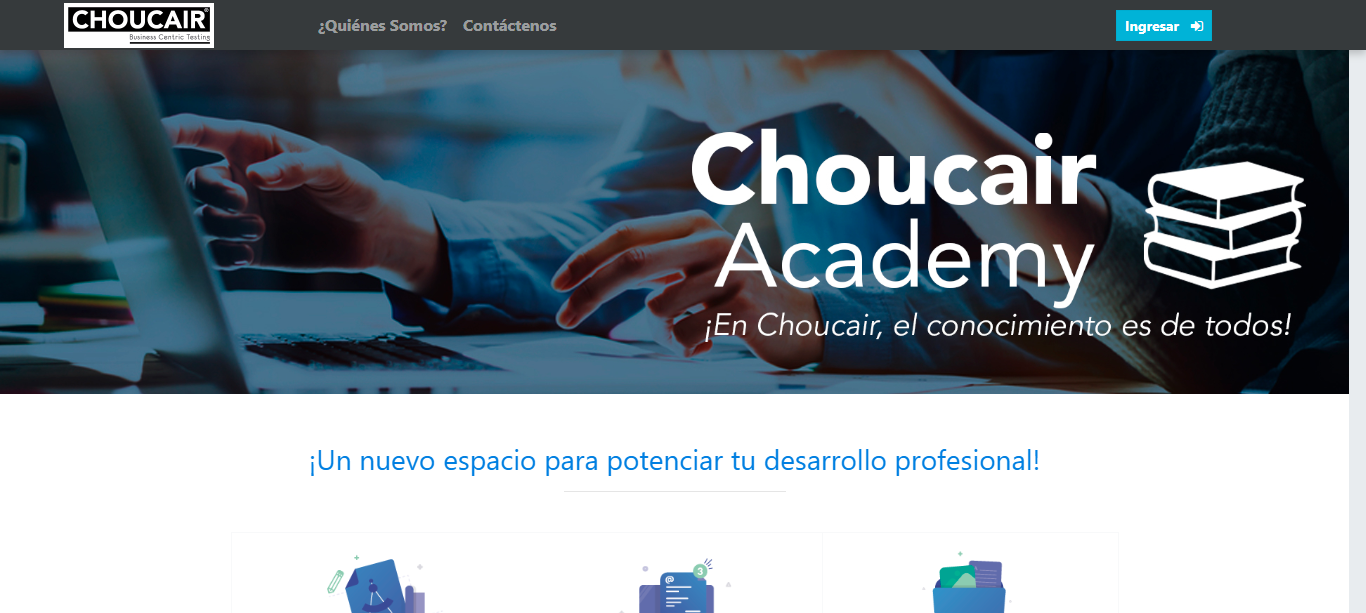 CHOUCAIR®
Business Centric Testing
¿Quiénes Somos?
Contáctenos
Ingresar
Choucair
Academy
¡En Choucair, el conocimiento es de todos!
¡Un nuevo espacio para potenciar tu desarrollo profesional!
@
3